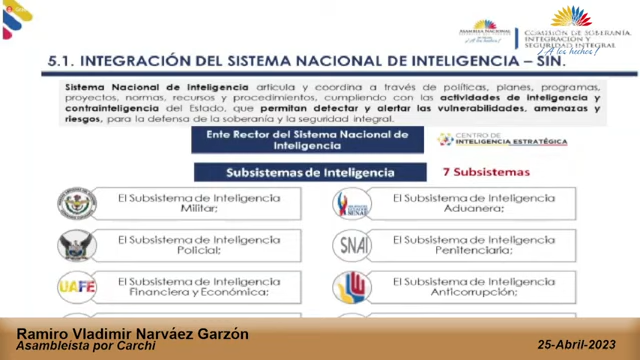 ASAMBLEA NACIONAL
¡A los hechos!
COMISIÓN DE SOBERANÍA,
INTEGRACIÓN Y
SEGURIDAD INTEGRAL
¡A los hechos!
5.1. INTEGRACIÓN DEL SISTEMA NACIONAL DE INTELIGENCIA – SIN.
Sistema Nacional de Inteligencia articula y coordina a través de políticas, planes, programas,
proyectos, normas, recursos y procedimientos, cumpliendo con las actividades de inteligencia y
contrainteligencia del Estado, que permitan detectar y alertar las vulnerabilidades, amenazas y
riesgos, para la defensa de la soberanía y la seguridad integral.
Ente Rector del Sistema Nacional de
Inteligencia
CENTRO DE
INTELIGENCIA ESTRATÉGICA
Subsistemas de Inteligencia
7 Subsistemas
El Subsistema de Inteligencia
Militar;
El Subsistema de Inteligencia
Aduanera;
El Subsistema de Inteligencia
Policial;
SNAI
El Subsistema de Inteligencia
Penitenciaria;
UAFE
El Subsistema de Inteligencia
Financiera y Económica;
El Subsistema de Inteligencia
Anticorrupción;
Ramiro Vladimir Narváez Garzón
Asambleísta por Carchi
25-Abril-2023